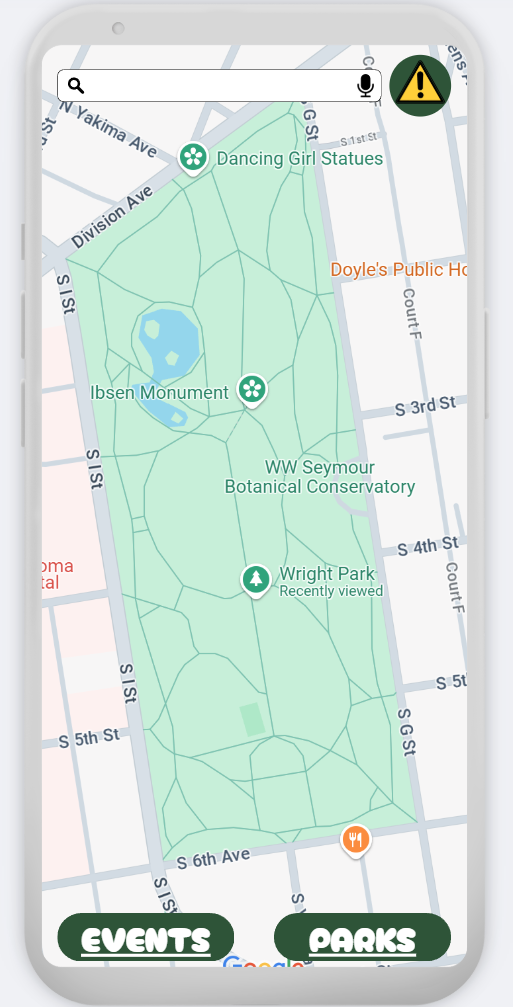 N Yakima Ave
Dancing Girl Statues
S 1st St
G St
Division Ave
S I St
Doyle's Public Ho
Court F
Ibsen Monument
S 3rd St
S I St
WW Seymour
Botanical Conservatory
S 4th St
oma
tal
Wright Park
Recently viewed
Court F
S I St
S 5t
S G St
S 5th St
S 6th Ave
S I St
EVENTS
PARKS
Google